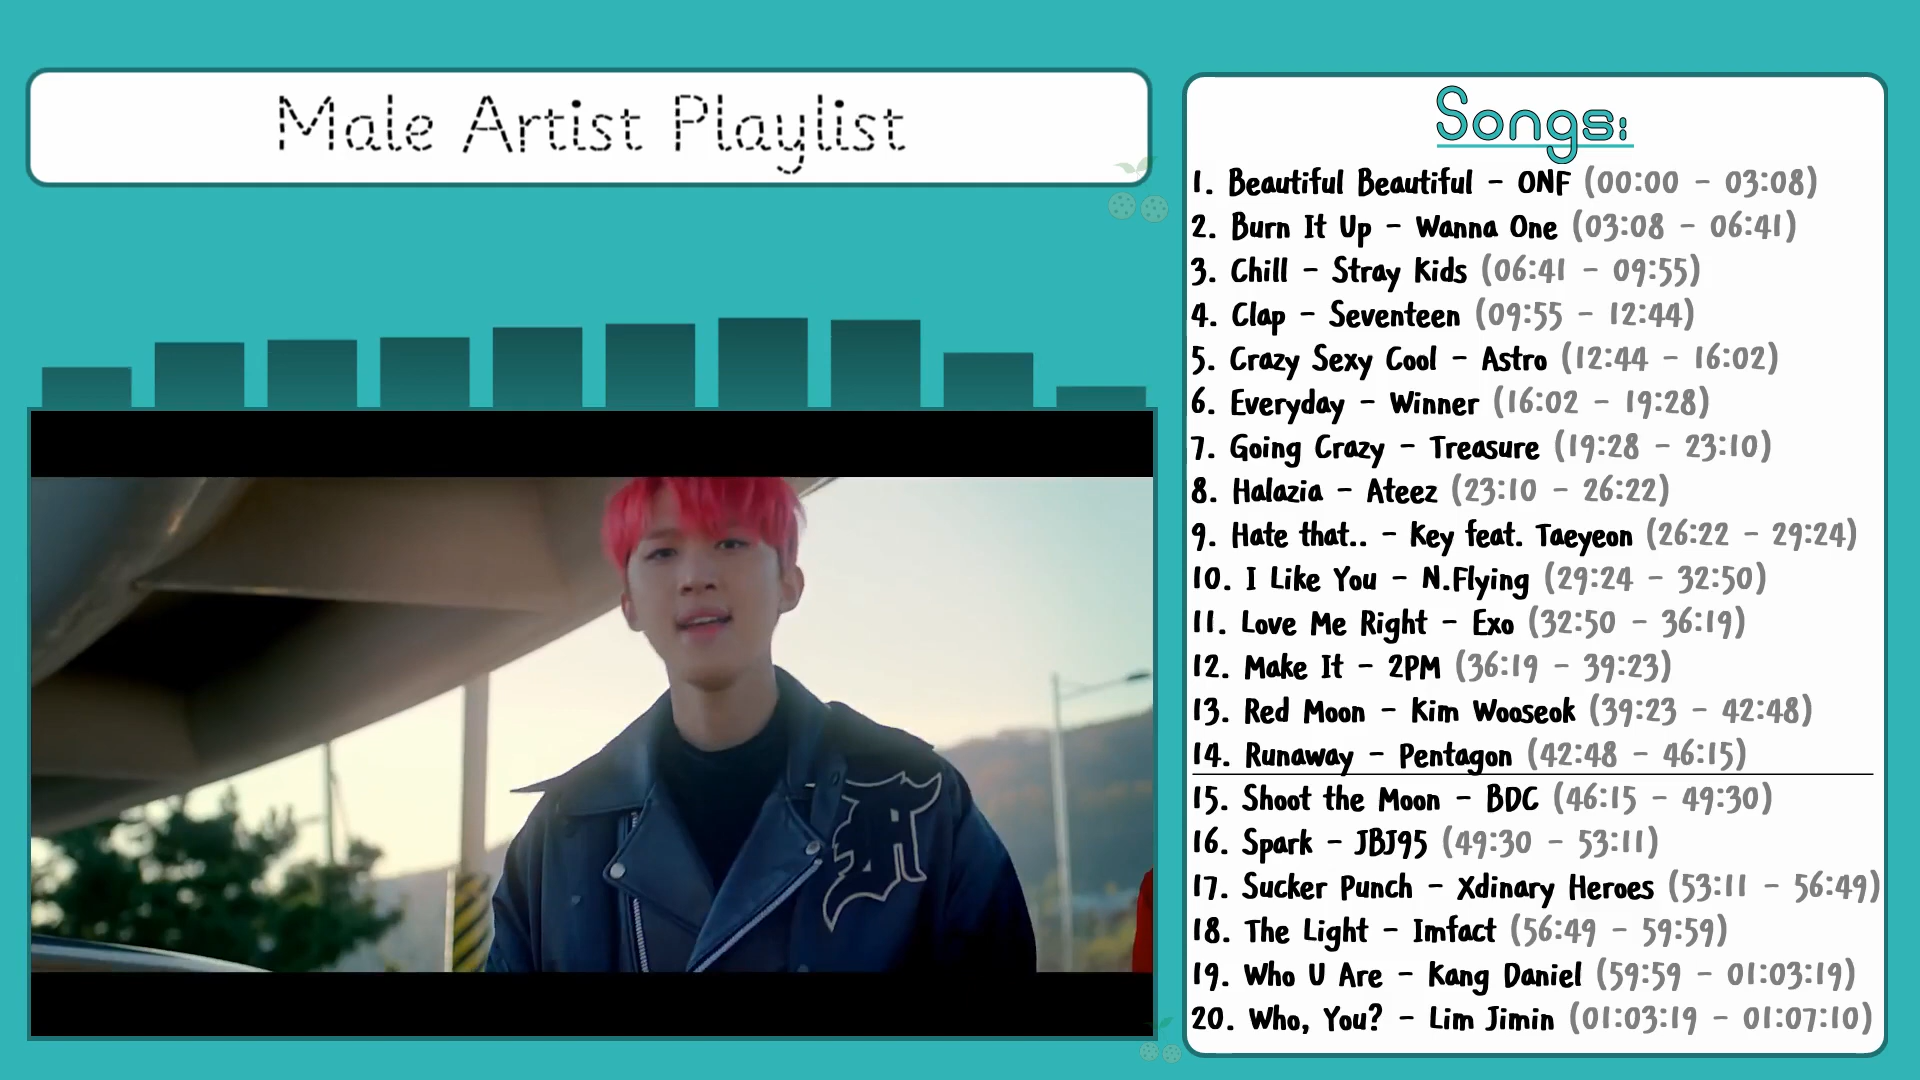 Male Artist Playlist
Songs:
1. Beautiful Beautiful - ONF (00:00 - 03:08)
2. Burn It Up - Wanna One (03:08 - 06:41)
3. Chill - Stray Kids (06:41 - 09:55)
4. Clap - Seventeen (09:55 - 12:44)
5. Crazy Sexy Cool - Astro (12:44 - 16:02)
6. Everyday - Winner (16:02 - 19:28)
7. Going Crazy - Treasure (19:28 - 23:10)
8. Halazia - Ateez (23:10 - 26:22)
9. Hate that.. - Key feat. Taeyeon (26:22 - 29:24)
10. I Like You - N.Flying (29:24 - 32:50)
11. Love Me Right - Exo (32:50 - 36:19)
12. Make It - 2PM (36:19 - 39:23)
13. Red Moon - Kim Wooseok (39:23 - 42:48)
14. Runaway - Pentagon (42:48 - 46:15)
15. Shoot the Moon - BDC (46:15 - 49:30)
16. Spark - JBJ95 (49:30 - 53:11)
17. Sucker Punch - Xdinary Heroes (53:11 - 56:49)
18. The Light - Imfact (56:49 - 59:59)
19. Who U Are - Kang Daniel (59:59 - 01:03:19)
20. Who, You? - Lim Jimin (01:03:19 - 01:07:10)